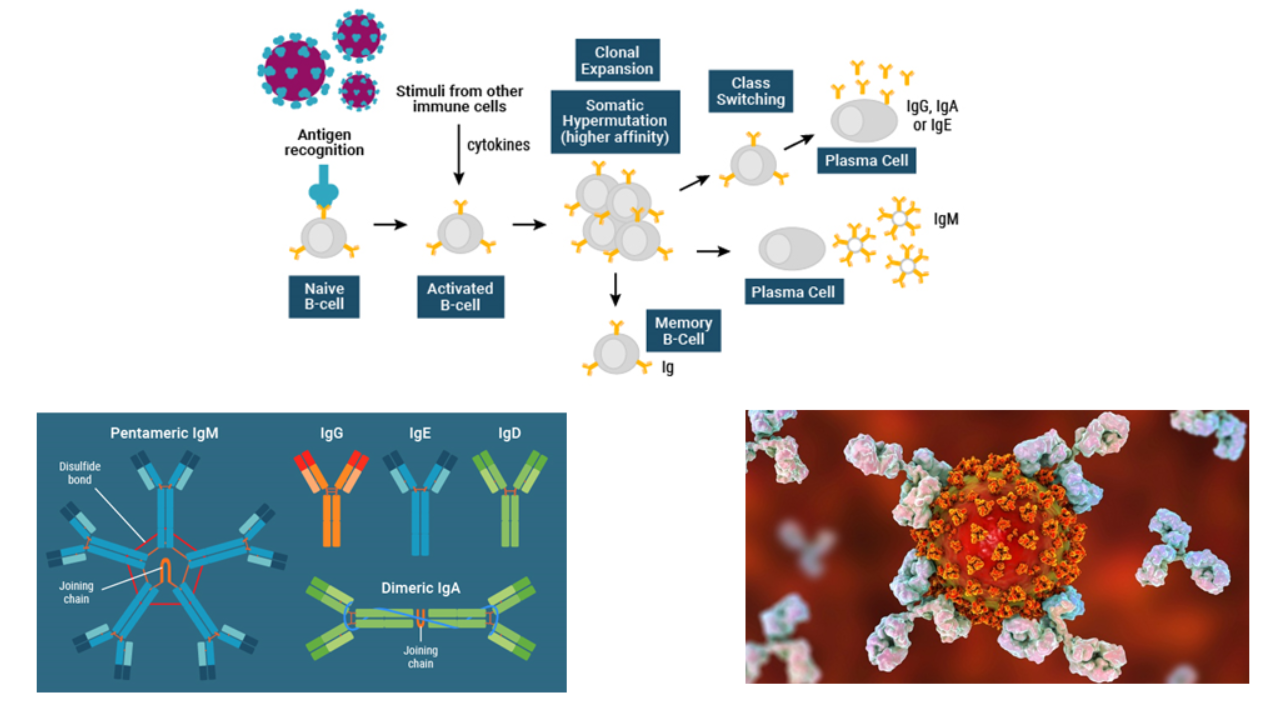 Clonal
Expansion
Somatic
Hypermutation
(higher affinity)
Class
Switching
Stimuli from other
immune cells
cytokines
Antigen
recognition
IgG, IgA
or IgE
Plasma Cell
IgM
Plasma Cell
Naive
B-cell
Activated
B-cell
Memory
B-Cell
Ig
Pentameric IgM
IgG
IgE
IgD
Disulfide
bond
Joining
chain
Dimeric IgA
Joining
chain